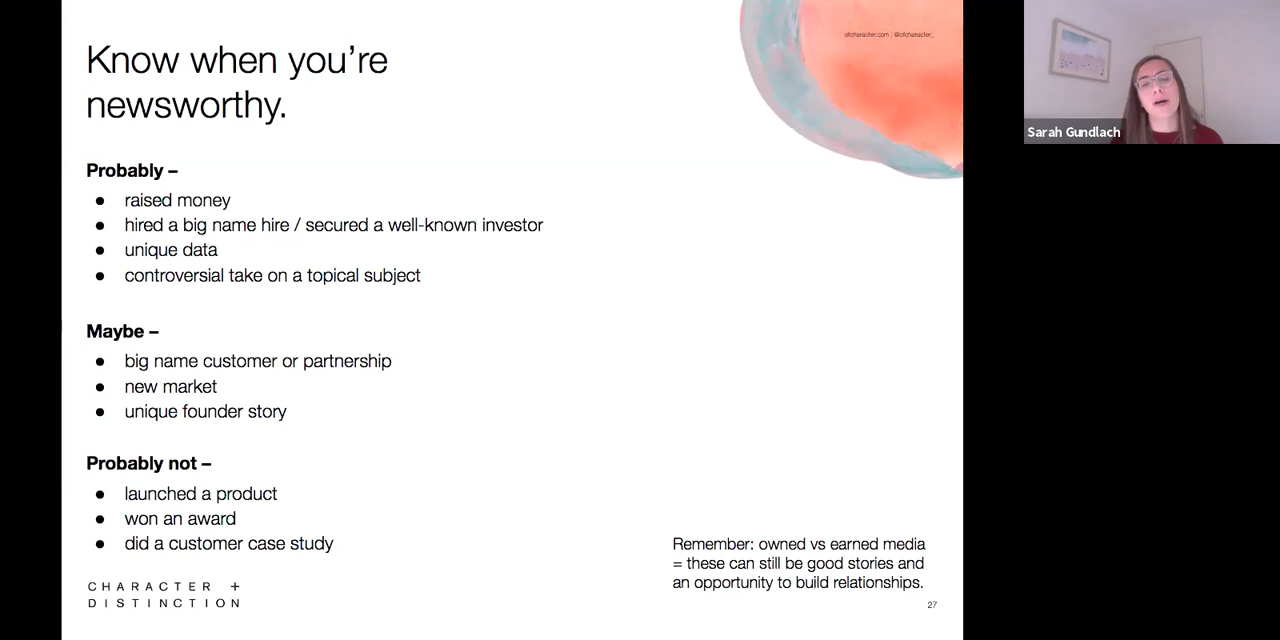 Know when you're
newsworthy.
ofcharacter.com | @ofcharacter_
Sarah Gundlach
Probably –
● raised money
● hired a big name hire / secured a well-known investor
● unique data
● controversial take on a topical subject
Maybe –
● big name customer or partnership
● new market
● unique founder story
Probably not –
● launched a product
● won an award
● did a customer case study
Remember: owned vs earned media
= these can still be good stories and
an opportunity to build relationships.
CHARACTER +
DISTINCTION
27